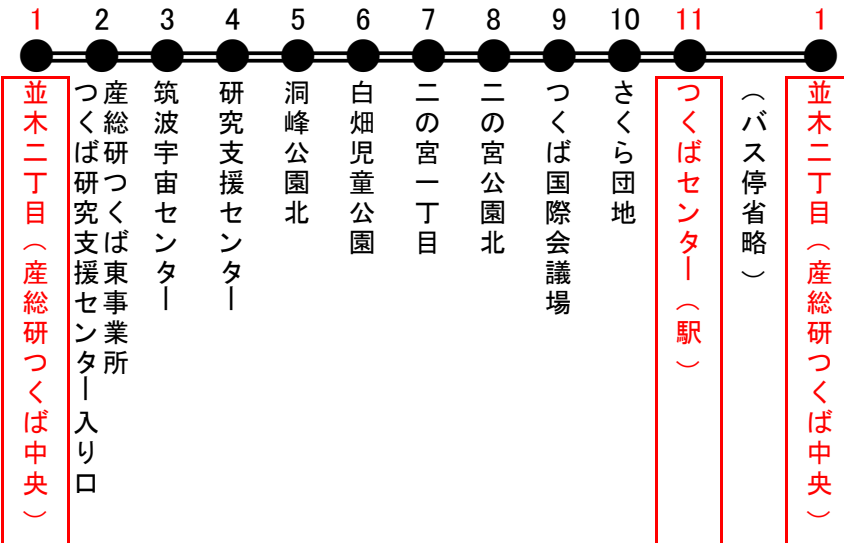 1 2 3 4 5 6 7 8 9 10 11 1
並木二丁目（産総研つくば中央）
産総研つくば東事業所
つくば研究支援センター入り口
筑波宇宙センター
研究支援センター
洞峰公園北
白畑児童公園
二の宮一丁目
二の宮公園北
つくば国際会議場
さくら団地
つくばセンター（駅）
（バス停省略）
並木二丁目（産総研つくば中央）